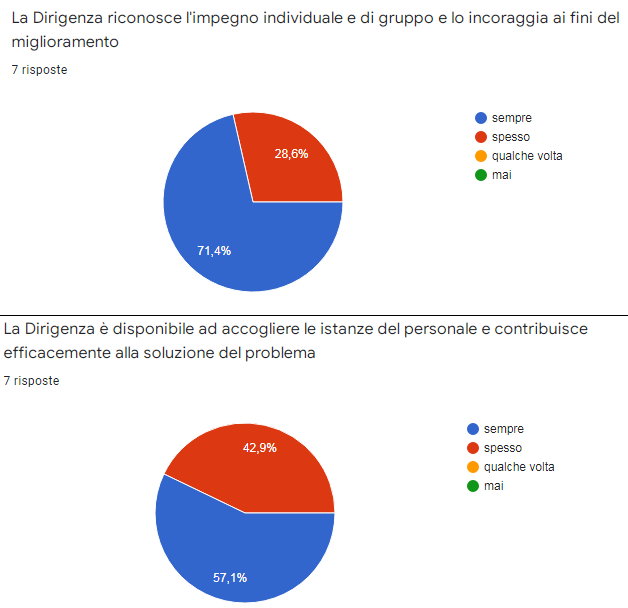 La Dirigenza riconosce l'impegno individuale e di gruppo e lo incoraggia ai fini del
miglioramento
7 risposte
sempre
spesso
qualche volta
mai
28,6%
71,4%
La Dirigenza è disponibile ad accogliere le istanze del personale e contribuisce
efficacemente alla soluzione del problema
7 risposte
sempre
spesso
qualche volta
mai
42,9%
57,1%